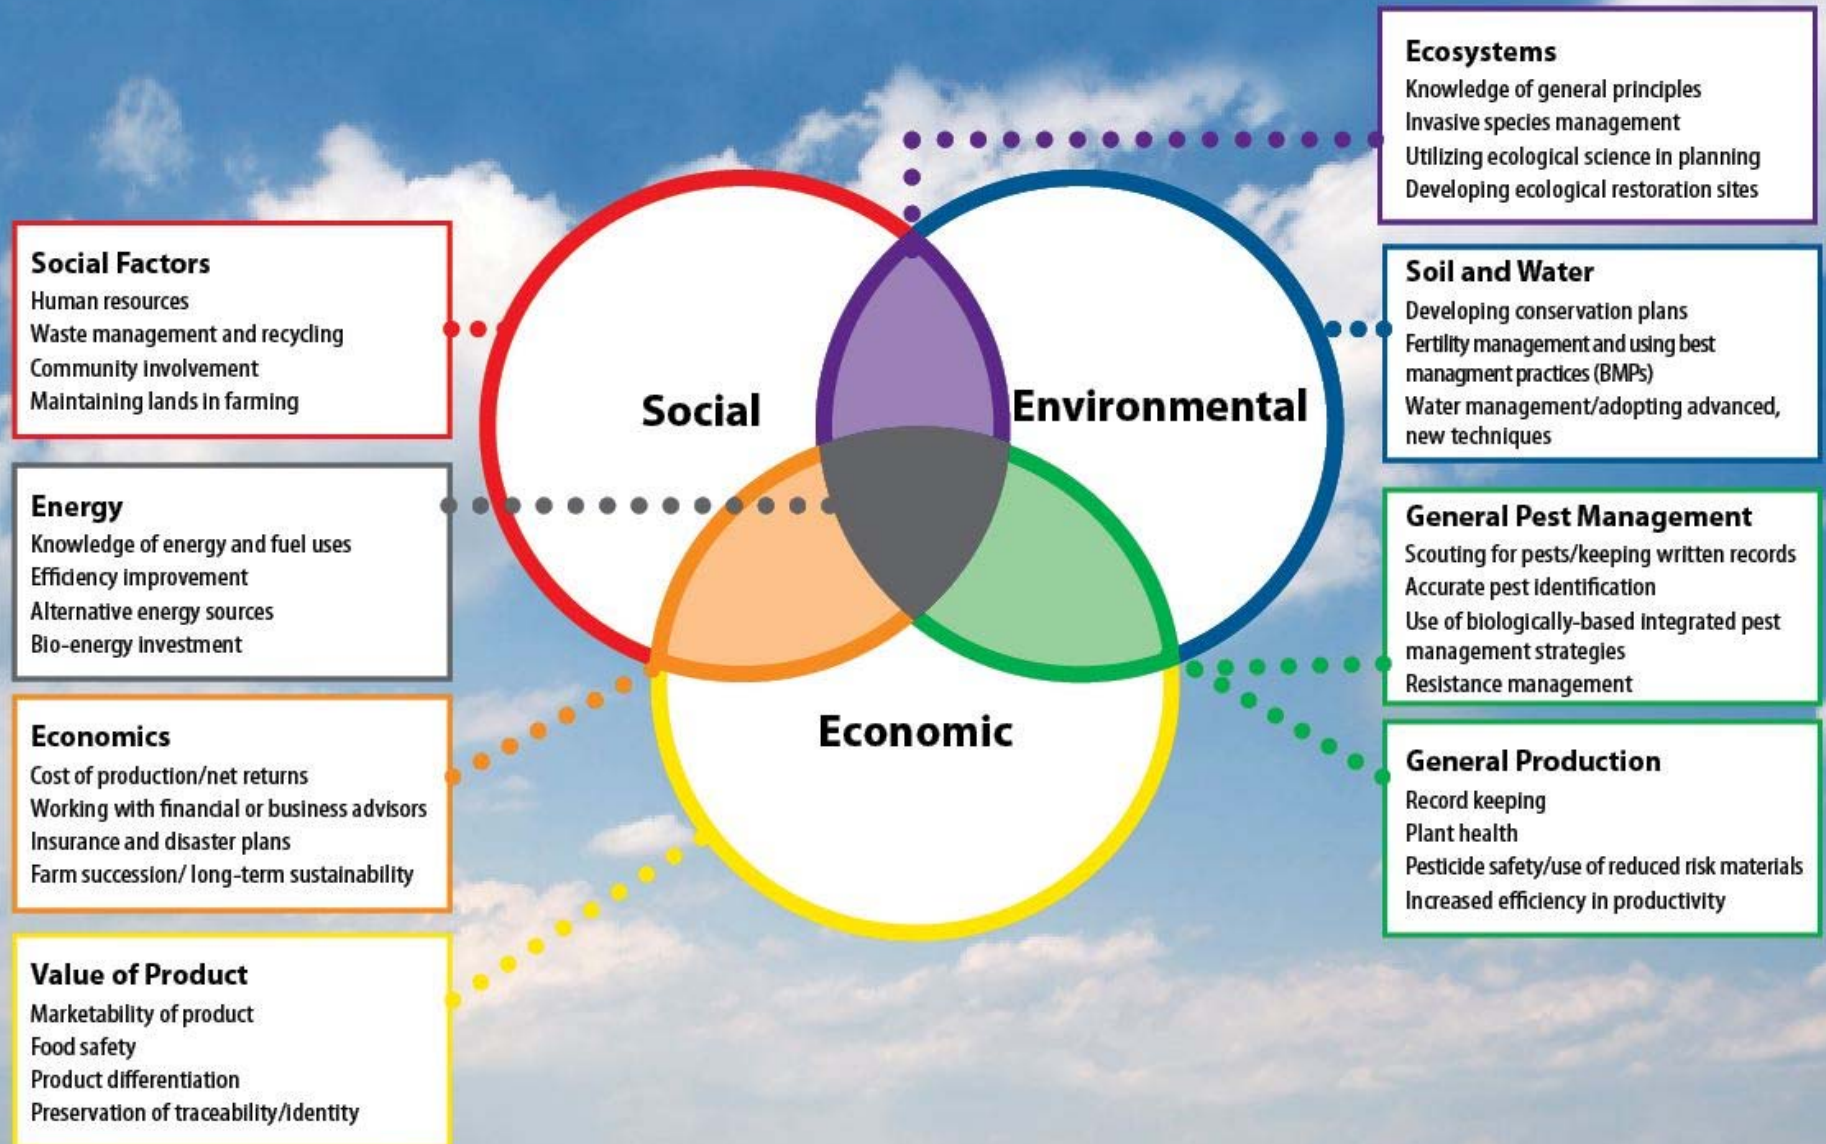 Social Factors
Human resources
Waste management and recycling
Community involvement
Maintaining lands in farming
Energy
Knowledge of energy and fuel uses
Efficiency improvement
Alternative energy sources
Bio-energy investment
Economics
Cost of production/net returns
Working with financial or business advisors
Insurance and disaster plans
Farm succession/ long-term sustainability
Value of Product
Marketability of product
Food safety
Product differentiation
Preservation of traceability/identity
Social
Environmental
Economic
Ecosystems
Knowledge of general principles
Invasive species management
Utilizing ecological science in planning
Developing ecological restoration sites
Soil and Water
Developing conservation plans
Fertility management and using best
managment practices (BMPs)
Water management/adopting advanced,
new techniques
General Pest Management
Scouting for pests/keeping written records
Accurate pest identification
Use of biologically-based integrated pest
management strategies
Resistance management
General Production
Record keeping
Plant health
Pesticide safety/use of reduced risk materials
Increased efficiency in productivity